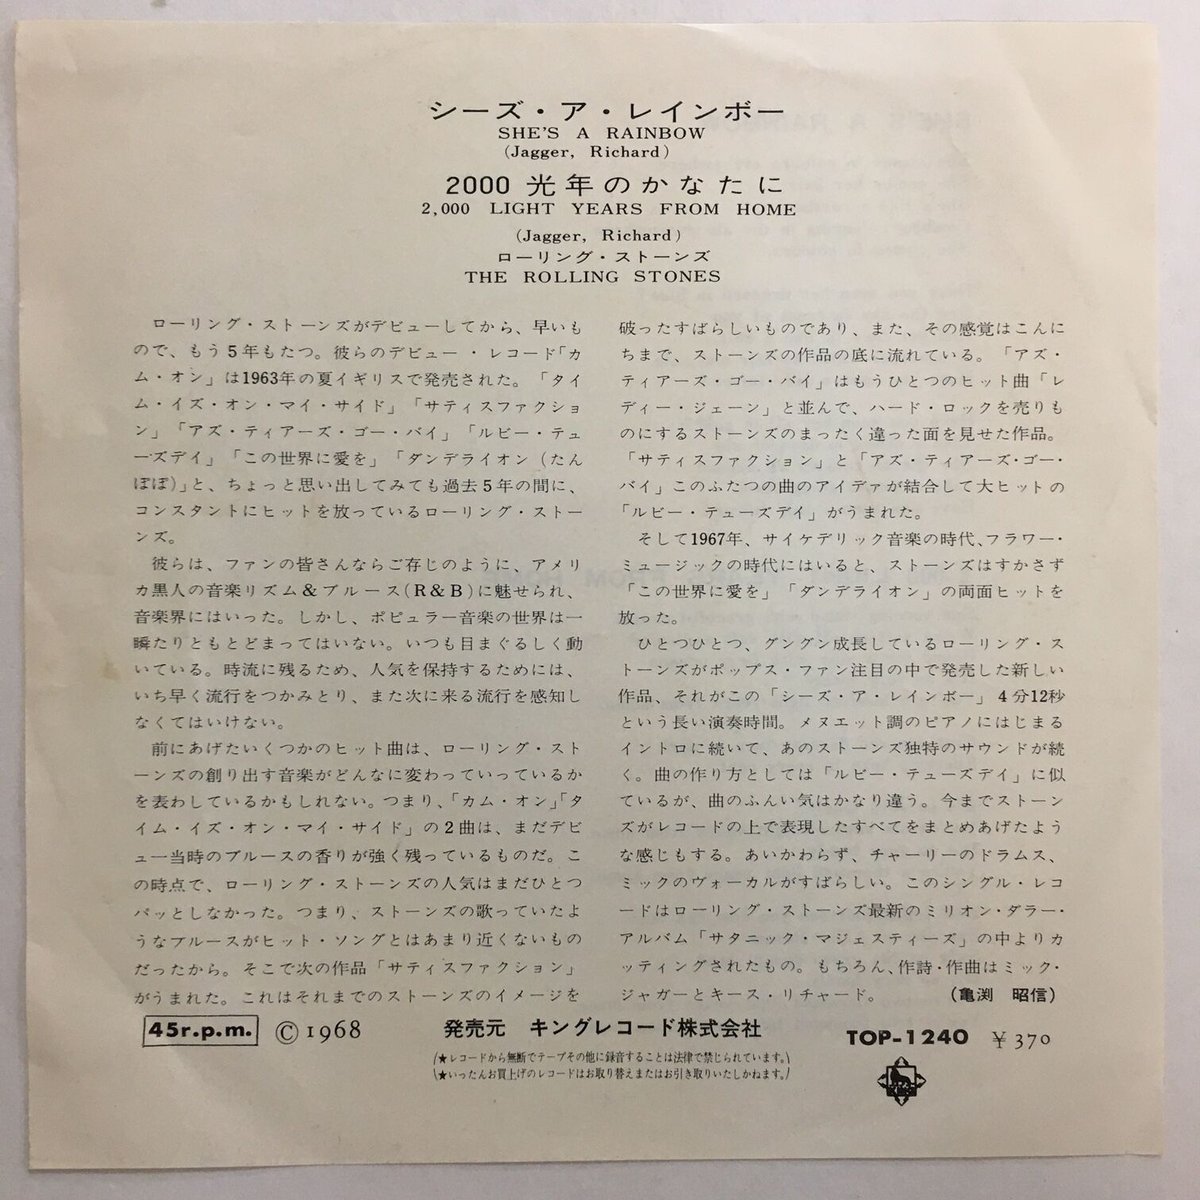 シーズ・ア・レインボー
SHE'S A RAINBOW
(Jagger, Richard)
2000 光年のかなたに
2,000 LIGHT YEARS FROM HOME
(Jagger, Richard)
ローリング・ストーンズ
THE ROLLING STONES
ローリング・ストーンズがデビューしてから、早いも
ので、もう5年もたつ。彼らのデビュー・レコード「カ
ム・オン」は1963年の夏イギリスで発売された。「タイ
ム・イズ・オン・マイ・サイド」「サティスファクショ
ン」「アズ・ティアーズ・ゴー・バイ」「ルビー・テュ
ーズデイ」「この世界に愛を」「ダンデライオン（たん
ぽぽ）」と、ちょっと思い出してみても過去5年の間に、
コンスタントにヒットを放っているローリング・ストー
ンズ。
彼らは、ファンの皆さんならご存じのように、アメリ
カ黒人の音楽リズム&ブルース(R&B)に魅せられ、
音楽界にはいった。しかし、ポピュラー音楽の世界は一
瞬たりともとどまってはいない。いつも目まぐるしく動
いている。時流に残るため、人気を保持するためには、
いち早く流行をつかみとり、また次に来る流行を感知し
なくてはいけない。
前にあげたいくつかのヒット曲は、ローリング・スト
ーンズの創り出す音楽がどんなに変わっていっているか
を表わしているかもしれない。つまり、「カム・オン」「タ
イム・イズ・オン・マイ・サイド」の2曲は、まだデビ
ュー当時のブルースの香りが強く残っているものだ。こ
の時点で、ローリング・ストーンズの人気はまだひとつ
パッとしなかった。つまり、ストーンズの歌っていたよ
うなブルースがヒット・ソングとはあまり近くないもの
だったから。そこで次の作品「サティスファクション」
がうまれた。これはそれまでのストーンズのイメージを
破ったすばらしいものであり、また、その感覚はこんに
ちまで、ストーンズの作品の底に流れている。「アズ・
ティアーズ・ゴー・バイ」はもうひとつのヒット曲「レ
ディー・ジェーン」と並んで、ハード・ロックを売りも
のにするストーンズのまったく違った面を見せた作品。
「サティスファクション」と「アズ・ティアーズ・ゴー・
バイ」このふたつの曲のアイデァが結合して大ヒットの
「ルビー・テューズデイ」がうまれた。
そして1967年、サイケデリック音楽の時代、フラワー・
ミュージックの時代にはいると、ストーンズはすかさず
「この世界に愛を」「ダンデライオン」の両面ヒットを
放った。
ひとつひとつ、グングン成長しているローリング・ス
トーンズがポップス・ファン注目の中で発売した新しい
作品、それがこの「シーズ・ア・レインボー」4分12秒
という長い演奏時間。メヌエット調のピアノにはじまる
イントロに続いて、あのストーンズ独特のサウンドが続
く。曲の作り方としては「ルビー・テューズデイ」に似
ているが、曲のふんい気はかなり違う。今までストーン
ズがレコードの上で表現したすべてをまとめあげたよう
な感じもする。あいかわらず、チャーリーのドラムス、
ミックのヴォーカルがすばらしい。このシングル・レコ
ードはローリング・ストーンズ最新のミリオン・ダラー・
アルバム「サタニック・マジェスティーズ」の中よりカ
ッティングされたもの。もちろん、作詩・作曲はミック・
ジャガーとキース・リチャード。 （亀渕 昭信）
45r.p.m. ©1968 発売元 キングレコード株式会社 TOP-1240 ¥370
(★レコードから無断でテープその他に録音することは法律で禁じられています。)
(★いったんお買上げのレコードはお取り替えまたはお引き取りいたしかねます。)